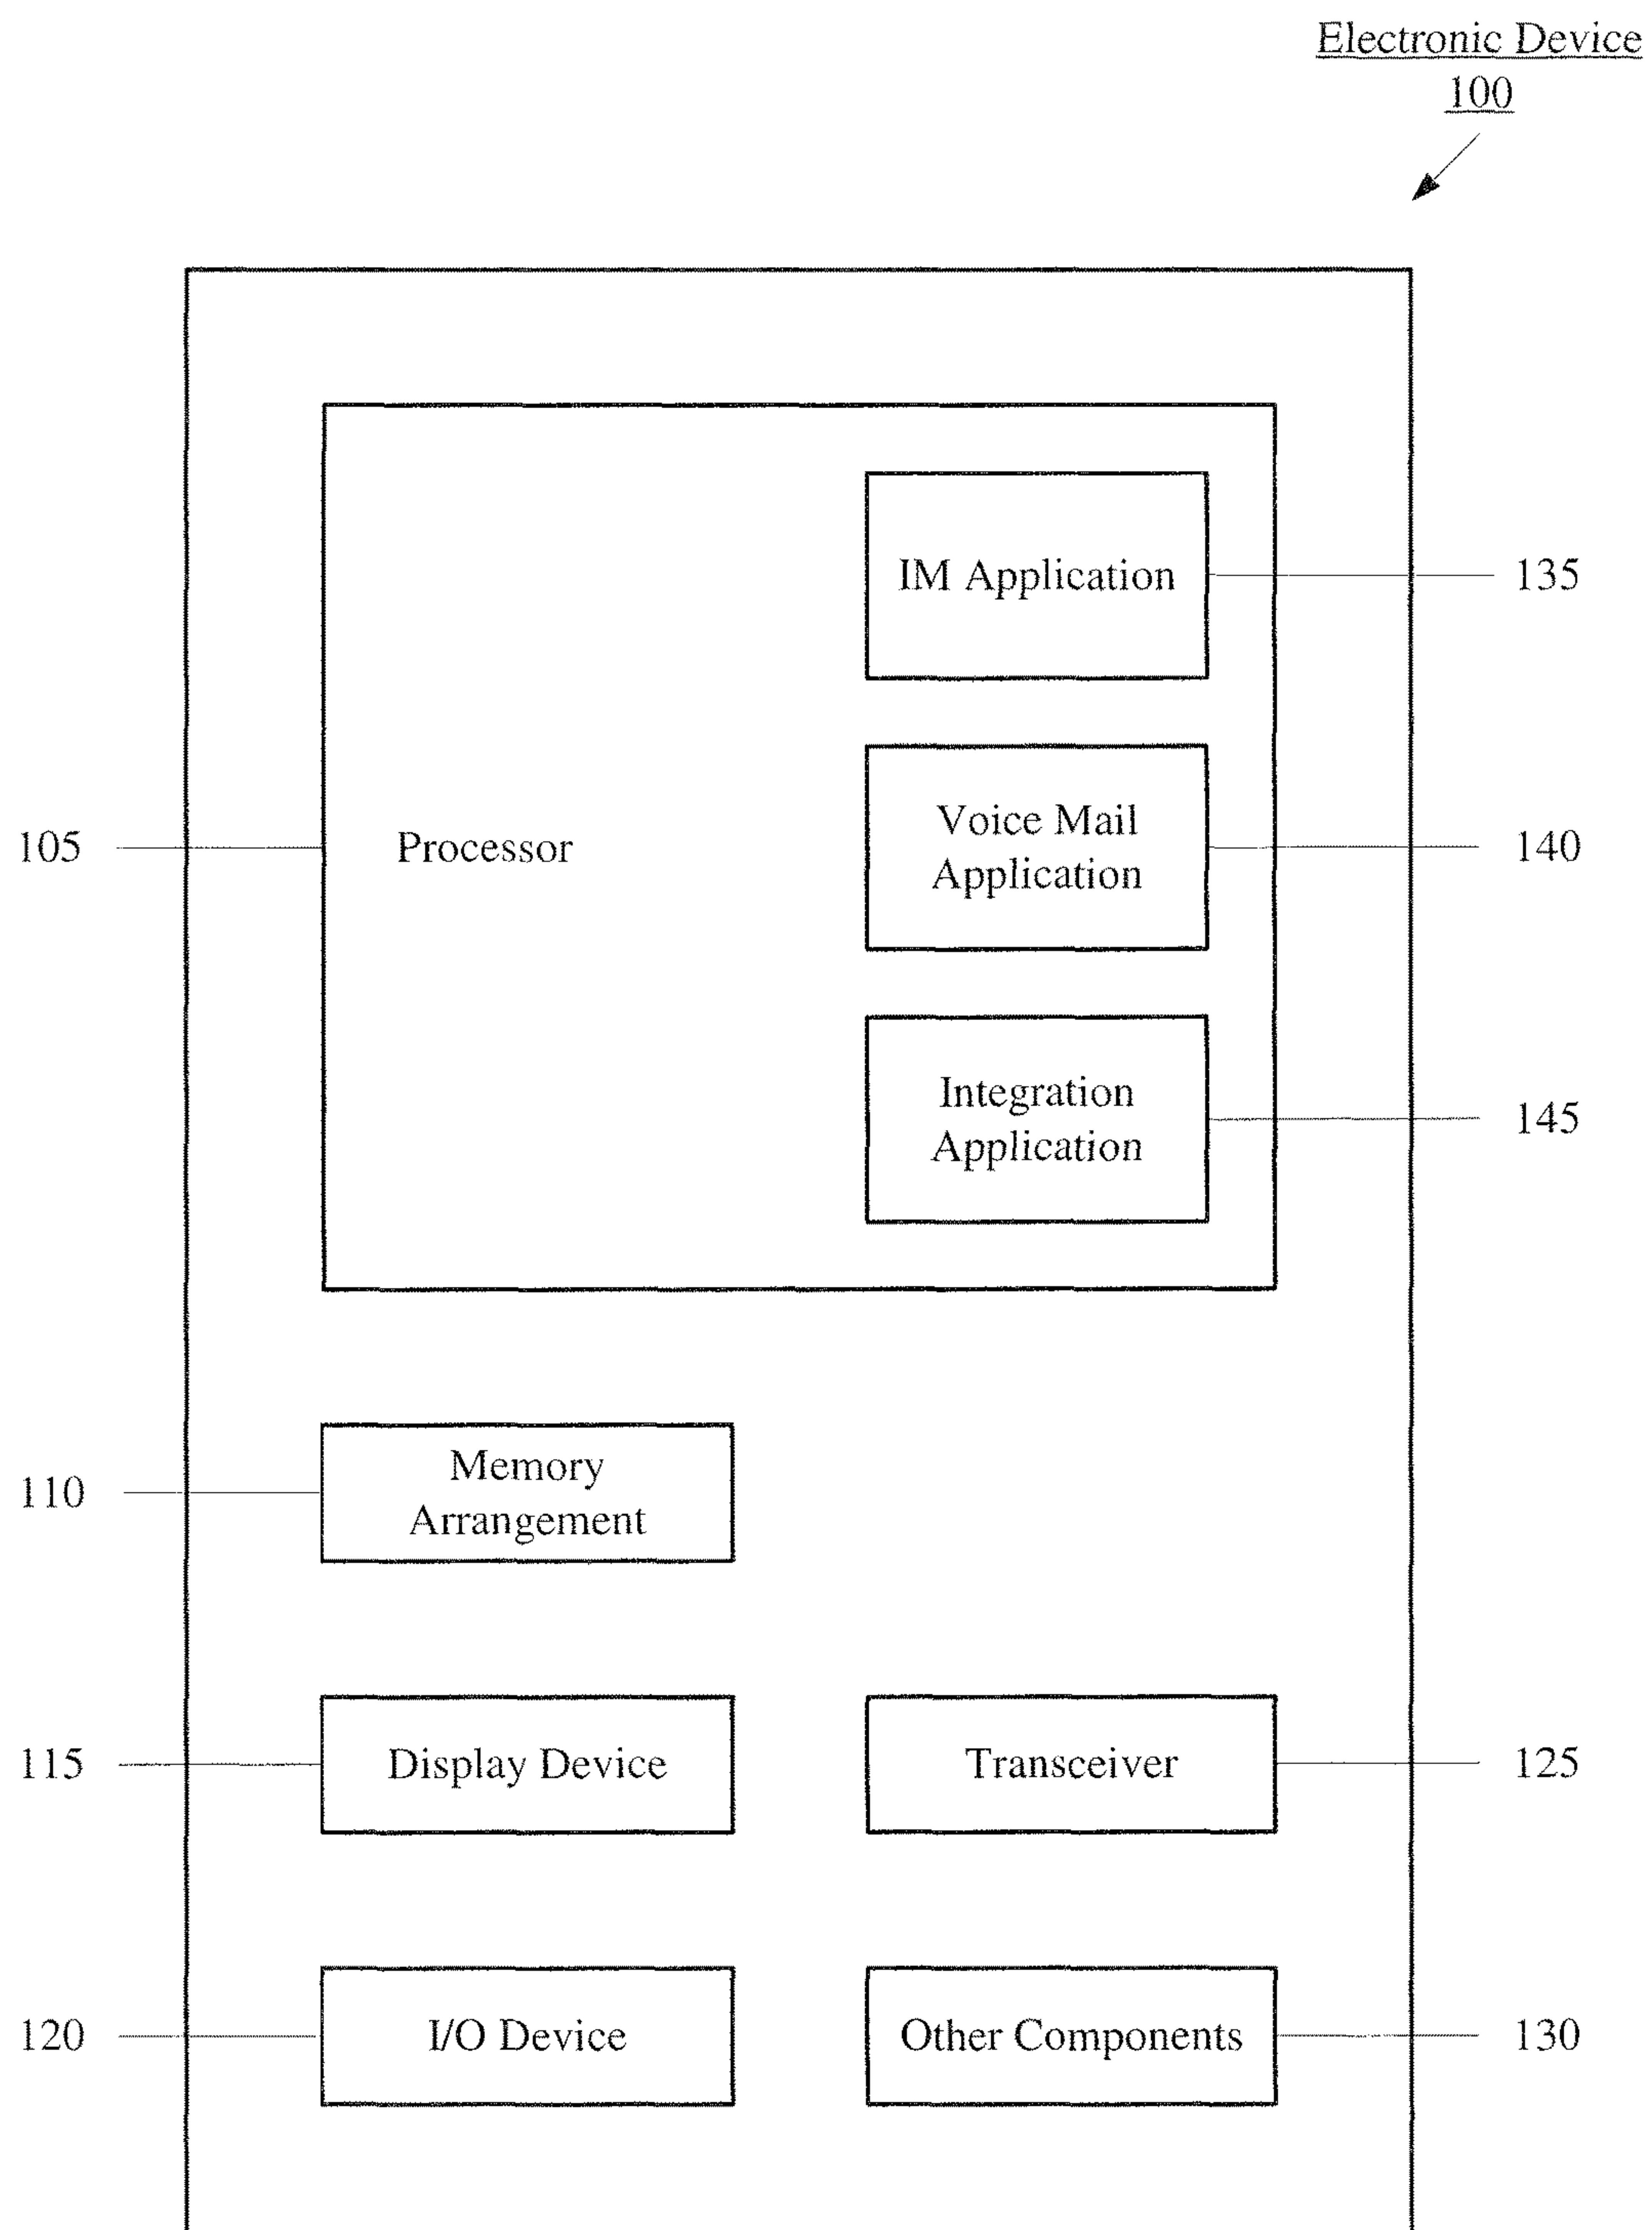 Electronic Device
100
IM Application
135
105
Processor
Voice Mail
Application
140
Integration
Application
145
110
Memory
Arrangement
115
Display Device
Transceiver
125
120
I/O Device
Other Components
130